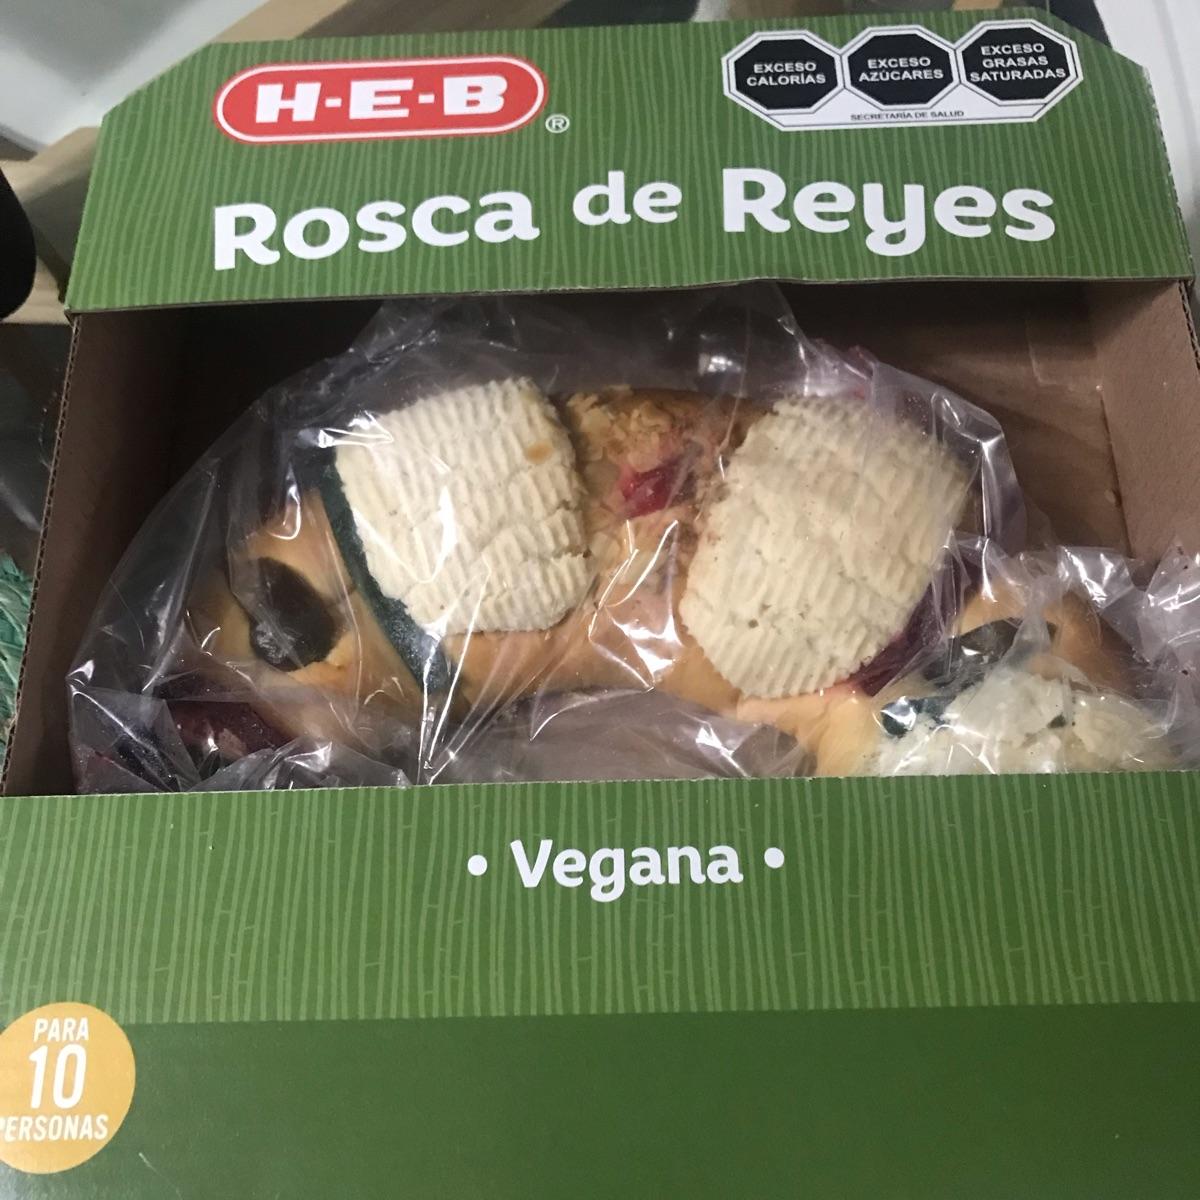 H-E-B®
EXCESO
CALORÍAS
EXCESO
AZÚCARES
EXCESO
GRASAS
SATURADAS
SECRETARÍA DE SALUD
Rosca de Reyes
• Vegana •
PARA
10
PERSONAS